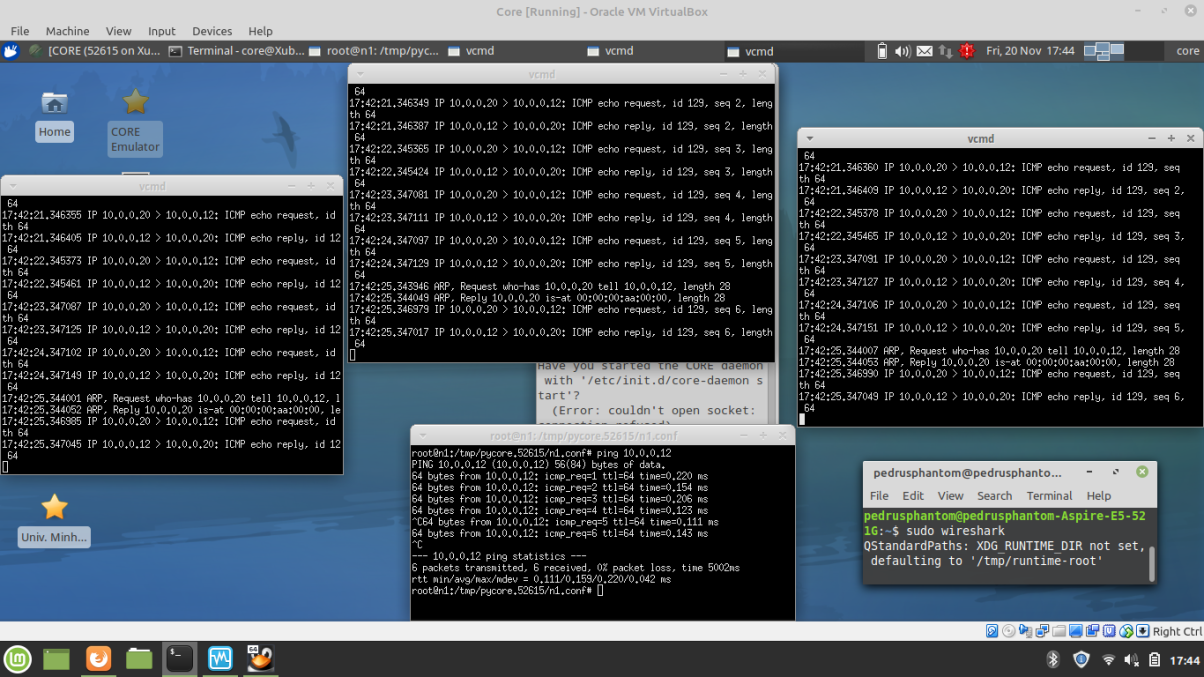 Core [Running] - Oracle VM VirtualBox
File Machine View Input Devices Help
[CORE (52615 on Xu... Terminal - core@Xub... root@n1: /tmp/pyc... vcmd vcmd vcmd Fri, 20 Nov 17:44 core
Home
CORE
Emulator
vcmd
64
17:42:21.346349 IP 10.0.0.20 > 10.0.0.12: ICMP echo request, id 129, seq 2, leng
th 64
17:42:21.346387 IP 10.0.0.12 > 10.0.0.20: ICMP echo reply, id 129, seq 2, length
64
17:42:22.345365 IP 10.0.0.20 > 10.0.0.12: ICMP echo request, id 129, seq 3, leng
th 64
17:42:22.345424 IP 10.0.0.12 > 10.0.0.20: ICMP echo reply, id 129, seq 3, length
64
17:42:23.347081 IP 10.0.0.20 > 10.0.0.12: ICMP echo request, id 129, seq 4, leng
th 64
17:42:23.347111 IP 10.0.0.12 > 10.0.0.20: ICMP echo reply, id 129, seq 4, length
64
17:42:24.347097 IP 10.0.0.20 > 10.0.0.12: ICMP echo request, id 129, seq 5, leng
th 64
17:42:24.347129 IP 10.0.0.12 > 10.0.0.20: ICMP echo reply, id 129, seq 5, length
64
17:42:25.343946 ARP, Request who-has 10.0.0.20 tell 10.0.0.12, length 28
17:42:25.344049 ARP, Reply 10.0.0.20 is-at 00:00:00:aa:00:00, length 28
17:42:25.346979 IP 10.0.0.20 > 10.0.0.12: ICMP echo request, id 129, seq 6, leng
th 64
17:42:25.347017 IP 10.0.0.12 > 10.0.0.20: ICMP echo reply, id 129, seq 6, length
64
vcmd
64
17:42:21.346360 IP 10.0.0.20 > 10.0.0.12: ICMP echo request, id 129, seq
th 64
17:42:21.346409 IP 10.0.0.12 > 10.0.0.20: ICMP echo reply, id 129, seq 2,
64
17:42:22.345378 IP 10.0.0.20 > 10.0.0.12: ICMP echo request, id 129, seq
th 64
17:42:22.345465 IP 10.0.0.12 > 10.0.0.20: ICMP echo reply, id 129, seq 3,
64
17:42:23.347091 IP 10.0.0.20 > 10.0.0.12: ICMP echo request, id 129, seq
th 64
17:42:23.347127 IP 10.0.0.12 > 10.0.0.20: ICMP echo reply, id 129, seq 4,
64
17:42:24.347106 IP 10.0.0.20 > 10.0.0.12: ICMP echo request, id 129, seq
th 64
17:42:24.347151 IP 10.0.0.12 > 10.0.0.20: ICMP echo reply, id 129, seq 5,
64
17:42:25.344007 ARP, Request who-has 10.0.0.20 tell 10.0.0.12, length 28
17:42:25.344053 ARP, Reply 10.0.0.20 is-at 00:00:00:aa:00:00, length 28
17:42:25.346990 IP 10.0.0.20 > 10.0.0.12: ICMP echo request, id 129, seq
th 64
17:42:25.347049 IP 10.0.0.12 > 10.0.0.20: ICMP echo reply, id 129, seq 6,
64
vcmd
64
17:42:21.346355 IP 10.0.0.20 > 10.0.0.12: ICMP echo request, id
th 64
17:42:21.346405 IP 10.0.0.12 > 10.0.0.20: ICMP echo reply, id 12
64
17:42:22.345373 IP 10.0.0.20 > 10.0.0.12: ICMP echo request, id
th 64
17:42:22.345461 IP 10.0.0.12 > 10.0.0.20: ICMP echo reply, id 12
64
17:42:23.347087 IP 10.0.0.20 > 10.0.0.12: ICMP echo request, id
th 64
17:42:23.347125 IP 10.0.0.12 > 10.0.0.20: ICMP echo reply, id 12
64
17:42:24.347102 IP 10.0.0.20 > 10.0.0.12: ICMP echo request, id
th 64
17:42:24.347149 IP 10.0.0.12 > 10.0.0.20: ICMP echo reply, id 12
64
17:42:25.344001 ARP, Request who-has 10.0.0.20 tell 10.0.0.12, l
17:42:25.344052 ARP, Reply 10.0.0.20 is-at 00:00:00:aa:00:00, le
17:42:25.346985 IP 10.0.0.20 > 10.0.0.12: ICMP echo request, id
th 64
17:42:25.347045 IP 10.0.0.12 > 10.0.0.20: ICMP echo reply, id 12
64
Have you started the CORE daemon
with '/etc/init.d/core-daemon s
tart'?
(Error: couldn't open socket:
root@n1: /tmp/pycore.52615/n1.conf
root@n1:/tmp/pycore.52615/n1.conf# ping 10.0.0.12
PING 10.0.0.12 (10.0.0.12) 56(84) bytes of data.
64 bytes from 10.0.0.12: icmp_req=1 ttl=64 time=0.220 ms
64 bytes from 10.0.0.12: icmp_req=2 ttl=64 time=0.154 ms
64 bytes from 10.0.0.12: icmp_req=3 ttl=64 time=0.206 ms
64 bytes from 10.0.0.12: icmp_req=4 ttl=64 time=0.123 ms
^C64 bytes from 10.0.0.12: icmp_req=5 ttl=64 time=0.111 ms
64 bytes from 10.0.0.12: icmp_req=6 ttl=64 time=0.143 ms
^C
--- 10.0.0.12 ping statistics ---
6 packets transmitted, 6 received, 0% packet loss, time 5002ms
rtt min/avg/max/mdev = 0.111/0.159/0.220/0.042 ms
root@n1:/tmp/pycore.52615/n1.conf#
pedrusphantom@pedrusphanto...
File Edit View Search Terminal Help
pedrusphantom@pedrusphantom-Aspire-E5-52
1G:~$ sudo wireshark
QStandardPaths: XDG_RUNTIME_DIR not set,
defaulting to '/tmp/runtime-root'
Univ. Minh...
Right Ctrl
17:44